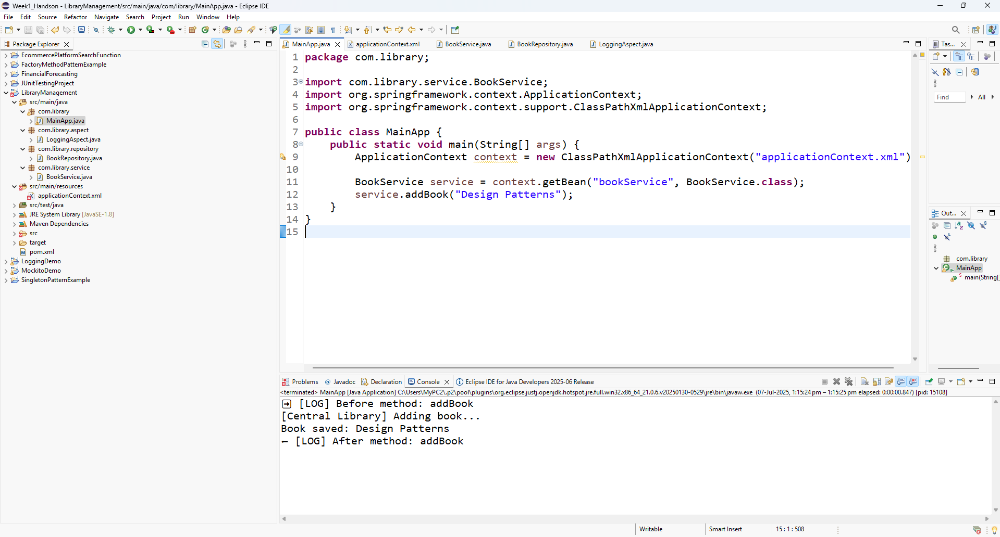 Week1_Handson - LibraryManagement/src/main/java/com/library/MainApp.java - Eclipse IDE
File Edit Source Refactor Navigate Search Project Run Window Help
Package Explorer
EcommercePlatformSearchFunction
FactoryMethodPatternExample
FinancialForecasting
JUnitTestingProject
LibraryManagement
src/main/java
com.library
MainApp.java
com.library.aspect
LoggingAspect.java
com.library.repository
BookRepository.java
com.library.service
BookService.java
src/main/resources
applicationContext.xml
src/test/java
JRE System Library [JavaSE-1.8]
Maven Dependencies
src
target
pom.xml
LoggingDemo
MockitoDemo
SingletonPatternExample
MainApp.java applicationContext.xml BookService.java BookRepository.java LoggingAspect.java
1 package com.library;
2
3 import com.library.service.BookService;
4 import org.springframework.context.ApplicationContext;
5 import org.springframework.context.support.ClassPathXmlApplicationContext;
6
7 public class MainApp {
8     public static void main(String[] args) {
9         ApplicationContext context = new ClassPathXmlApplicationContext("applicationContext.xml")
10
11         BookService service = context.getBean("bookService", BookService.class);
12         service.addBook("Design Patterns");
13     }
14 }
15
Tas...
Find All
Out...
com.library
MainApp
main(String[]
Problems @ Javadoc Declaration Console Eclipse IDE for Java Developers 2025-06 Release
<terminated> MainApp [Java Application] C:\Users\MyPC2\.p2\pool\plugins\org.eclipse.justj.openjdk.hotspot.jre.full.win32.x86_64_21.0.6.v20250130-0529\jre\bin\javaw.exe (07-Jul-2025, 1:15:24 pm – 1:15:25 pm elapsed: 0:00:00.847) [pid: 15108]
➡ [LOG] Before method: addBook
[Central Library] Adding book...
Book saved: Design Patterns
← [LOG] After method: addBook
Writable Smart Insert 15 : 1 : 508